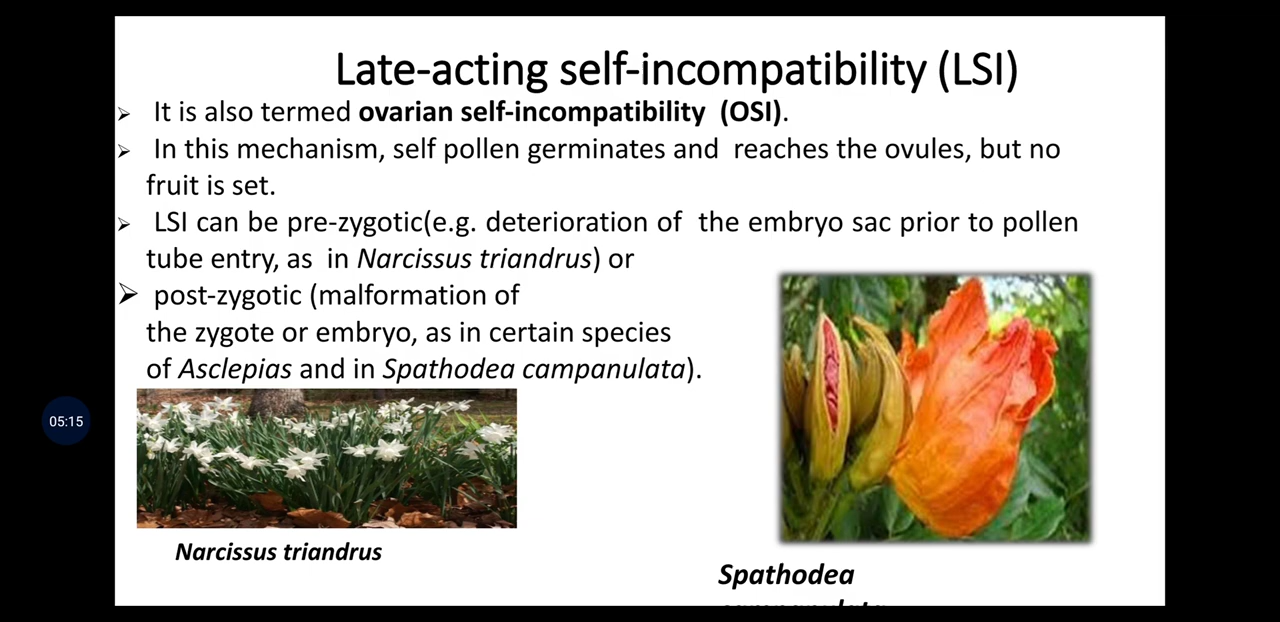 Late-acting self-incompatibility (LSI)
➢ It is also termed ovarian self-incompatibility (OSI).
➢ In this mechanism, self pollen germinates and reaches the ovules, but no
fruit is set.
➢ LSI can be pre-zygotic(e.g. deterioration of the embryo sac prior to pollen
tube entry, as in Narcissus triandrus) or
➢ post-zygotic (malformation of
the zygote or embryo, as in certain species
of Asclepias and in Spathodea campanulata).
05:15
Narcissus triandrus
Spathodea